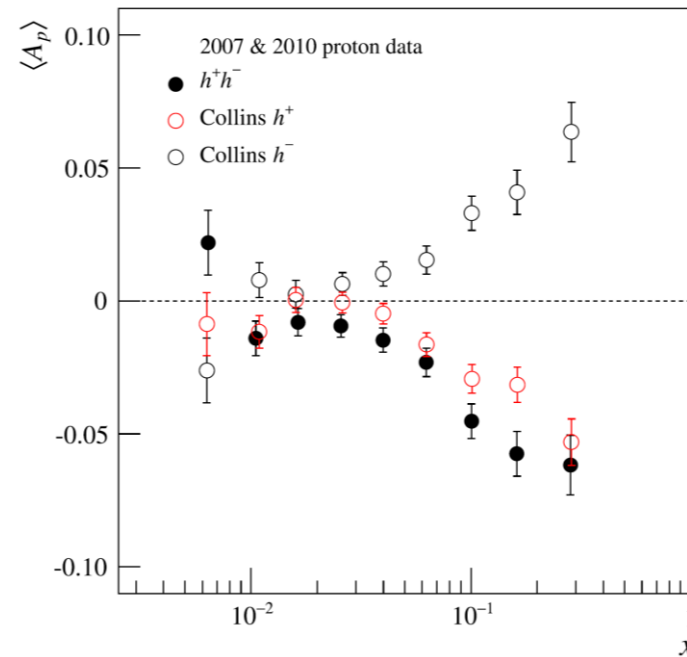 ⟨A_p⟩
0.10
2007 & 2010 proton data
h⁺h⁻
Collins h⁺
Collins h⁻
0.05
0
-0.05
-0.10
10⁻²
10⁻¹
x